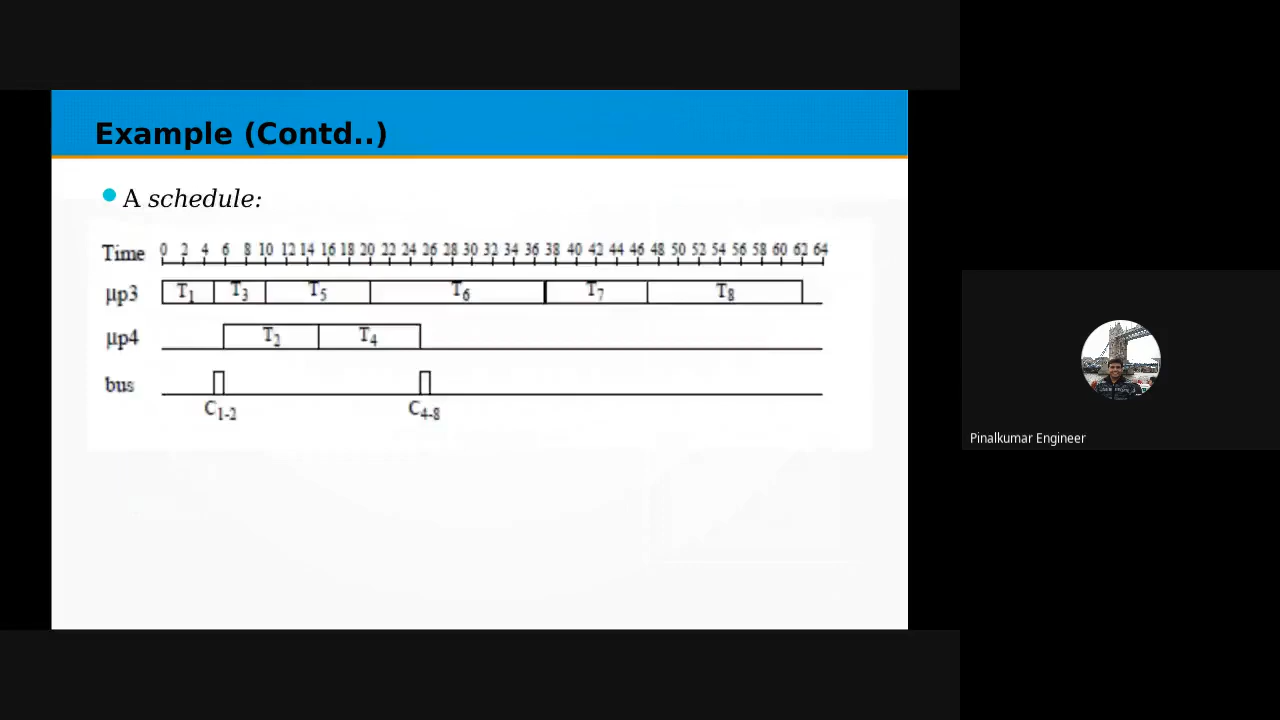 Example (Contd..)
A schedule:
Time 0 2 4 6 8 10 12 14 16 18 20 22 24 26 28 30 32 34 36 38 40 42 44 46 48 50 52 54 56 58 60 62 64
μp3 T1 T3 T5 T6 T7 T8
μp4 T2 T4
bus
C1-2 C4-8
Pinalkumar Engineer